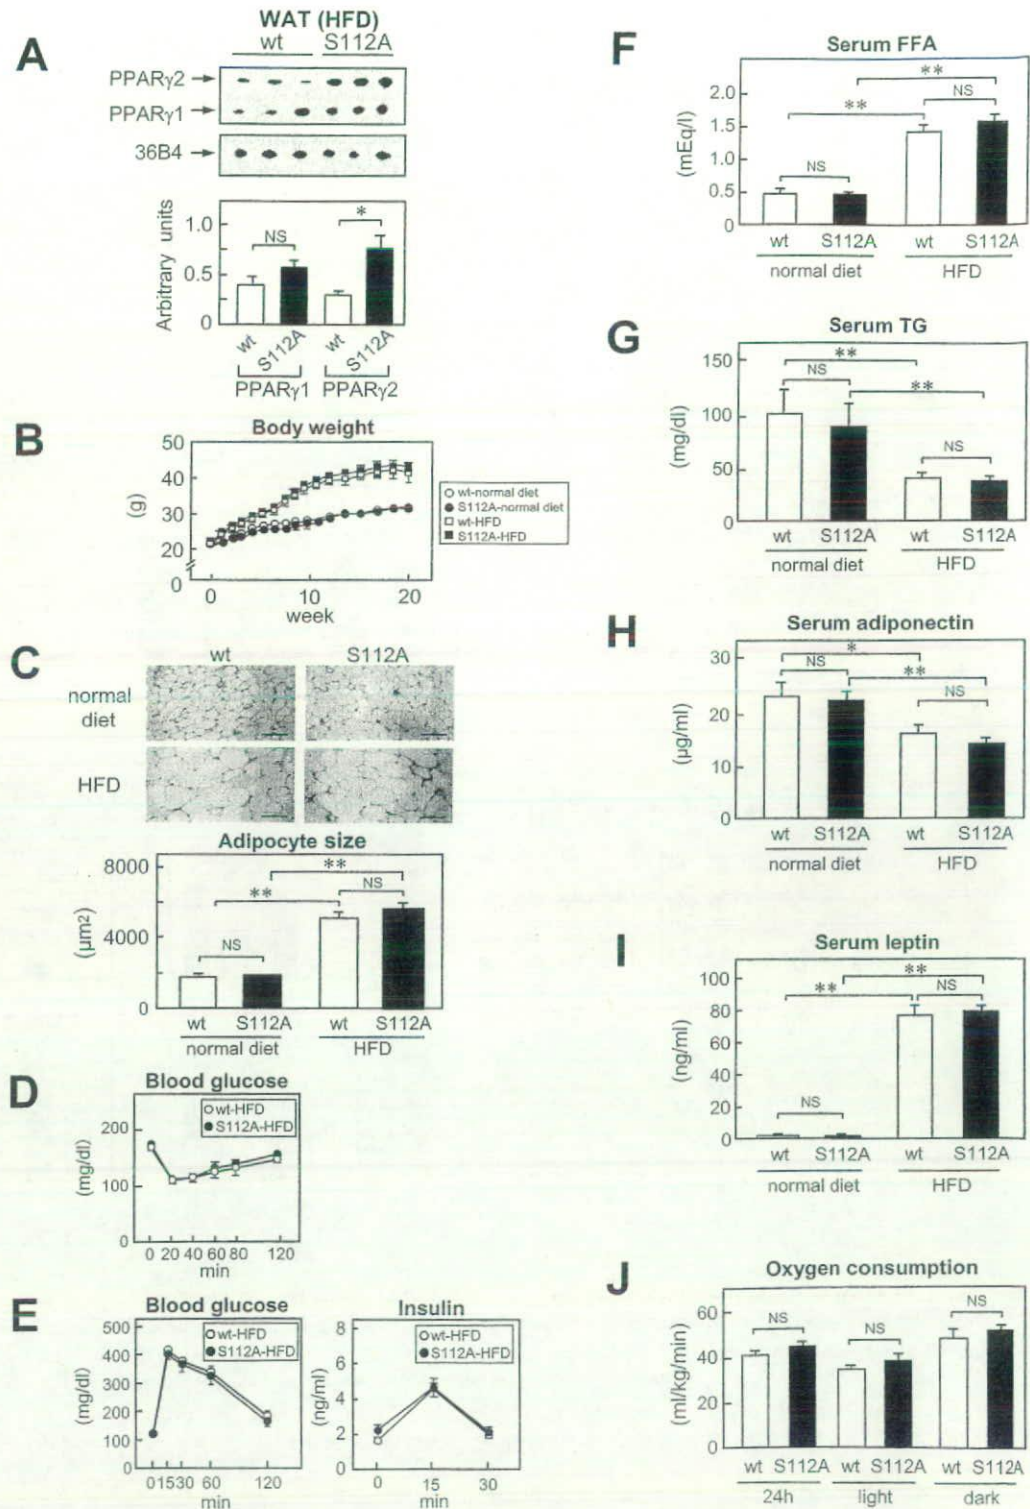 A
WAT (HFD)
wt S112A
PPARγ2
PPARγ1
36B4
Arbitrary units
1.0
0.5
0
NS
*
wt S112A wt S112A
PPARγ1 PPARγ2
B
Body weight
(g)
50
40
30
20
0
0 10 20
week
wt-normal diet
S112A-normal diet
wt-HFD
S112A-HFD
C
wt S112A
normal
diet
HFD
Adipocyte size
(μm2)
8000
4000
0
**
**
NS
NS
wt S112A wt S112A
normal diet HFD
D
Blood glucose
(mg/dl)
200
100
0
wt-HFD
S112A-HFD
0 20 40 60 80 120
min
E
Blood glucose
(mg/dl)
500
400
300
200
100
wt-HFD
S112A-HFD
0 15 30 60 120
min
Insulin
(ng/ml)
8
6
4
2
0
wt-HFD
S112A-HFD
0 15 30
min
F
Serum FFA
(mEq/l)
2.0
1.5
1.0
0.5
0
**
**
NS
NS
wt S112A wt S112A
normal diet HFD
G
Serum TG
(mg/dl)
150
100
50
0
**
NS
**
NS
wt S112A wt S112A
normal diet HFD
H
Serum adiponectin
(μg/ml)
30
20
10
0
*
NS
**
NS
wt S112A wt S112A
normal diet HFD
I
Serum leptin
(ng/ml)
100
80
60
40
20
0
**
**
NS
NS
wt S112A wt S112A
normal diet HFD
J
Oxygen consumption
(ml/kg/min)
60
40
20
0
NS
NS
NS
wt S112A wt S112A wt S112A
24h light dark